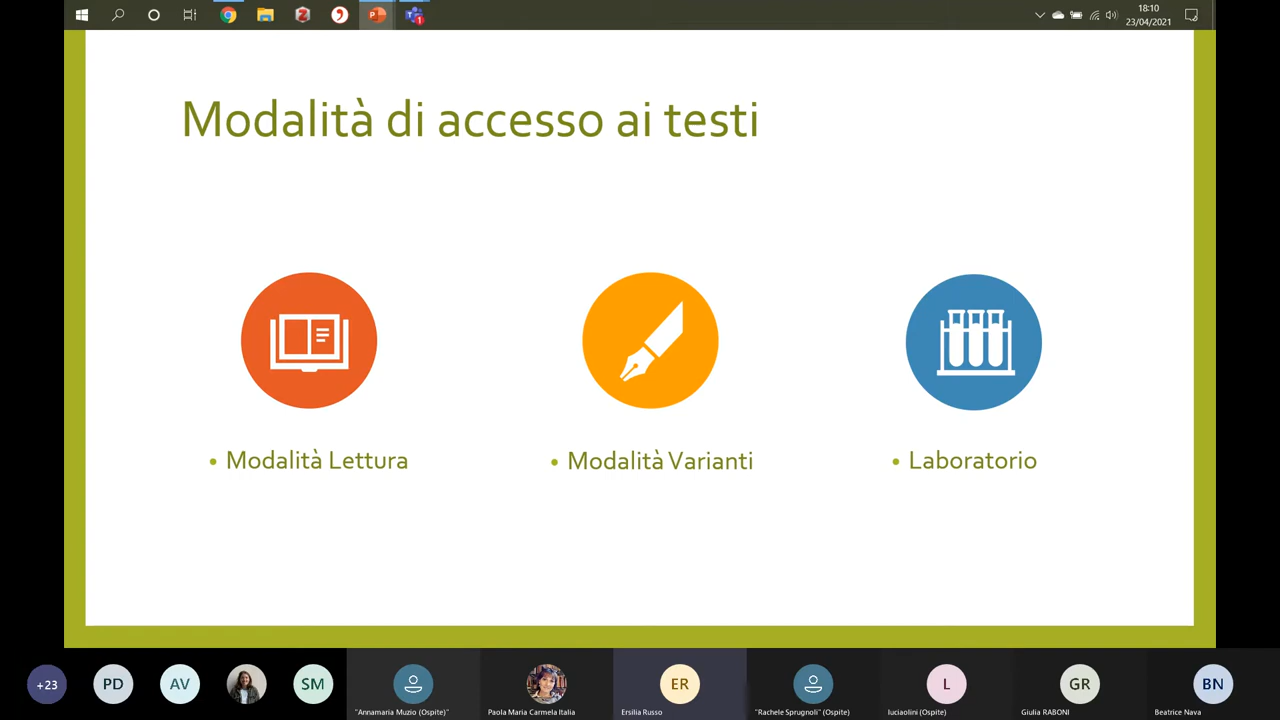 18:10
23/04/2021
Modalità di accesso ai testi
• Modalità Lettura
• Modalità Varianti
• Laboratorio
+23
PD
AV
SM
"Annamaria Muzio (Ospite)"
Paola Maria Carmela Italia
ER
Ersilia Russo
"Rachele Sprugnoli" (Ospite)
L
luciaolini (Ospite)
GR
Giulia RABONI
BN
Beatrice Nava